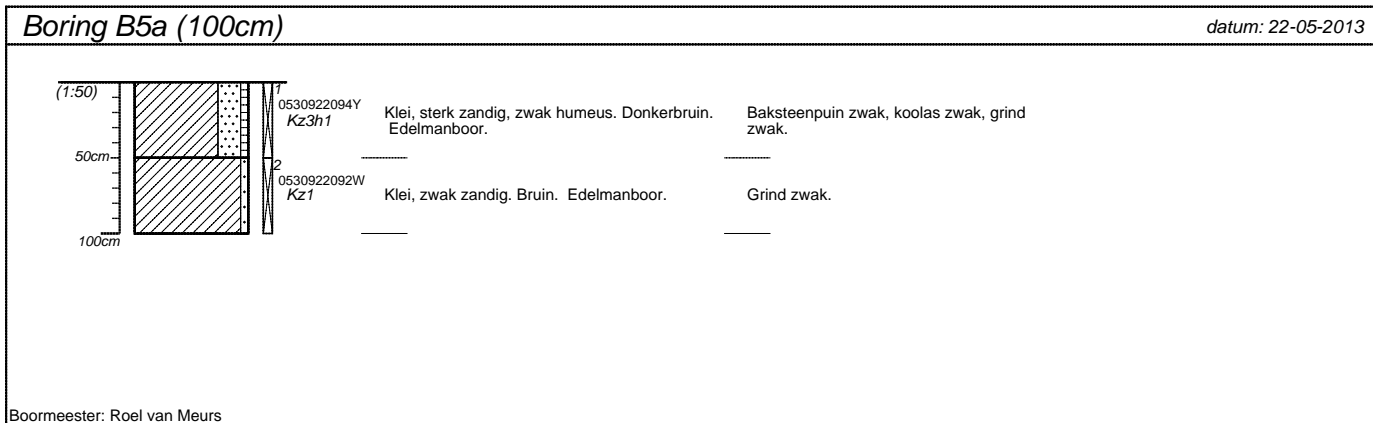 Boring B5a (100cm)
datum: 22-05-2013
(1:50)
1
0530922094Y
Kz3h1
Klei, sterk zandig, zwak humeus. Donkerbruin.
Edelmanboor.
Baksteenpuin zwak, koolas zwak, grind
zwak.
50cm
2
0530922092W
Kz1
Klei, zwak zandig. Bruin.  Edelmanboor.
Grind zwak.
100cm
Boormeester: Roel van Meurs